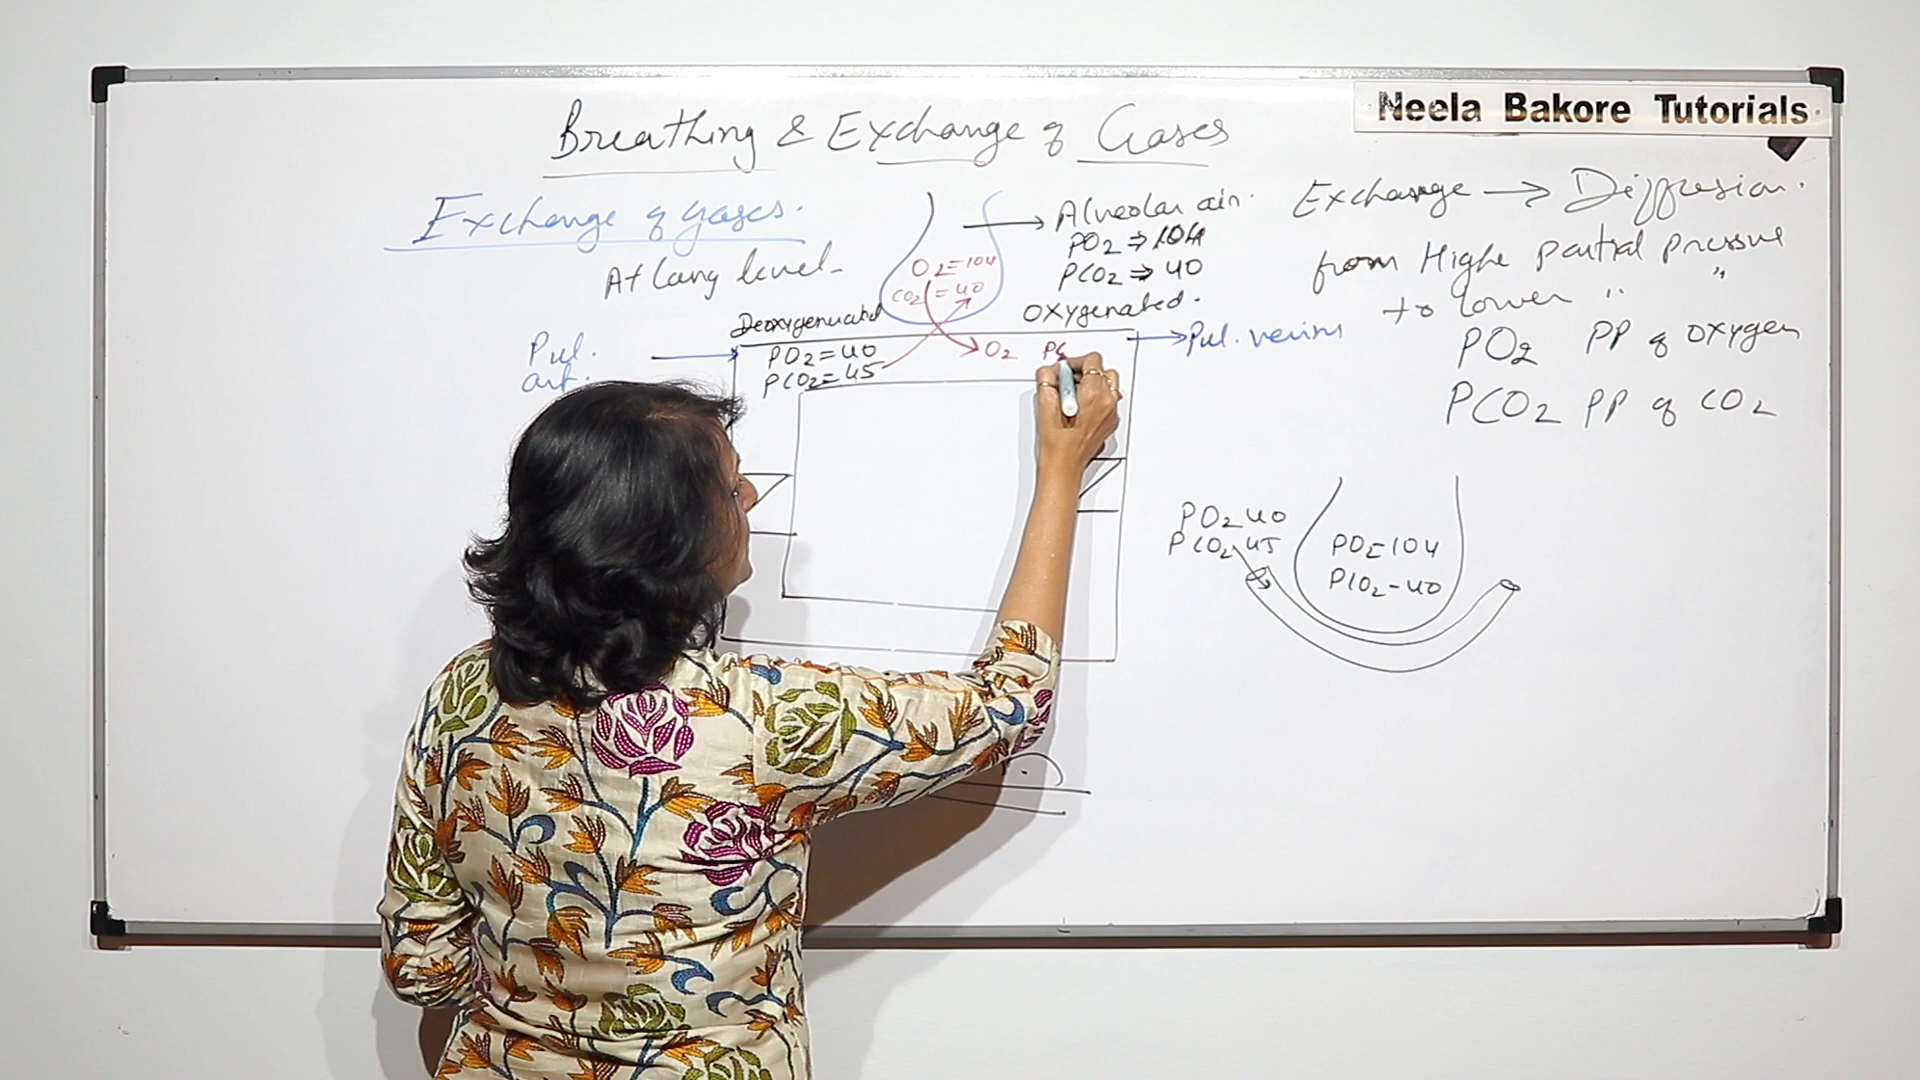 Neela Bakore Tutorials
Breathing & Exchange of Gases
Exchange of gases.
At Lung level-
Alveolar air.
PO2 ⇒ 104
PCO2 ⇒ 40
O2=104
CO2=40
Deoxygenated
Oxygenated.
Pul.
art.
PO2=40
PCO2=45
O2
Pul. veins
Exchange → Diffusion.
from Highe partial pressure
to lower " "
PO2 PP of Oxygen
PCO2 PP of CO2
PO2 40
PCO2 45
PO2-104
PCO2-40